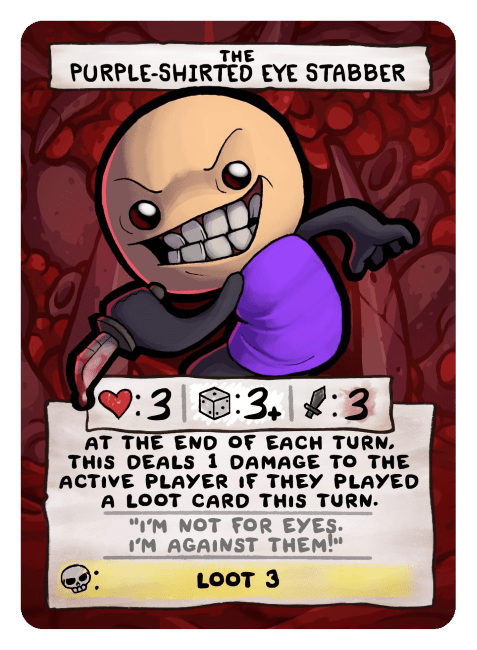 THE
PURPLE-SHIRTED EYE STABBER
:3 :3+ :3
AT THE END OF EACH TURN,
THIS DEALS 1 DAMAGE TO THE
ACTIVE PLAYER IF THEY PLAYED
A LOOT CARD THIS TURN.
"I'M NOT FOR EYES.
I'M AGAINST THEM!"
: LOOT 3